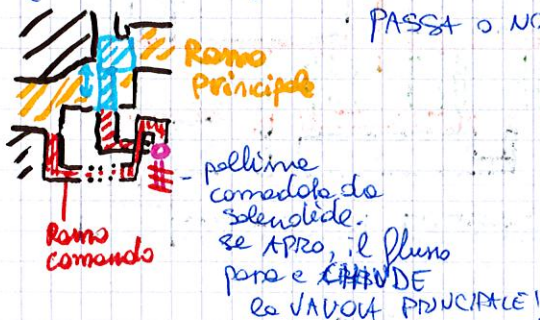 PASSA o NO
Ramo
principale
- pallina
comandata da
solenoide.
se APRO, il flusso
passa e CHIUDE
la VALVOLA PRINCIPALE!
Ramo
comando